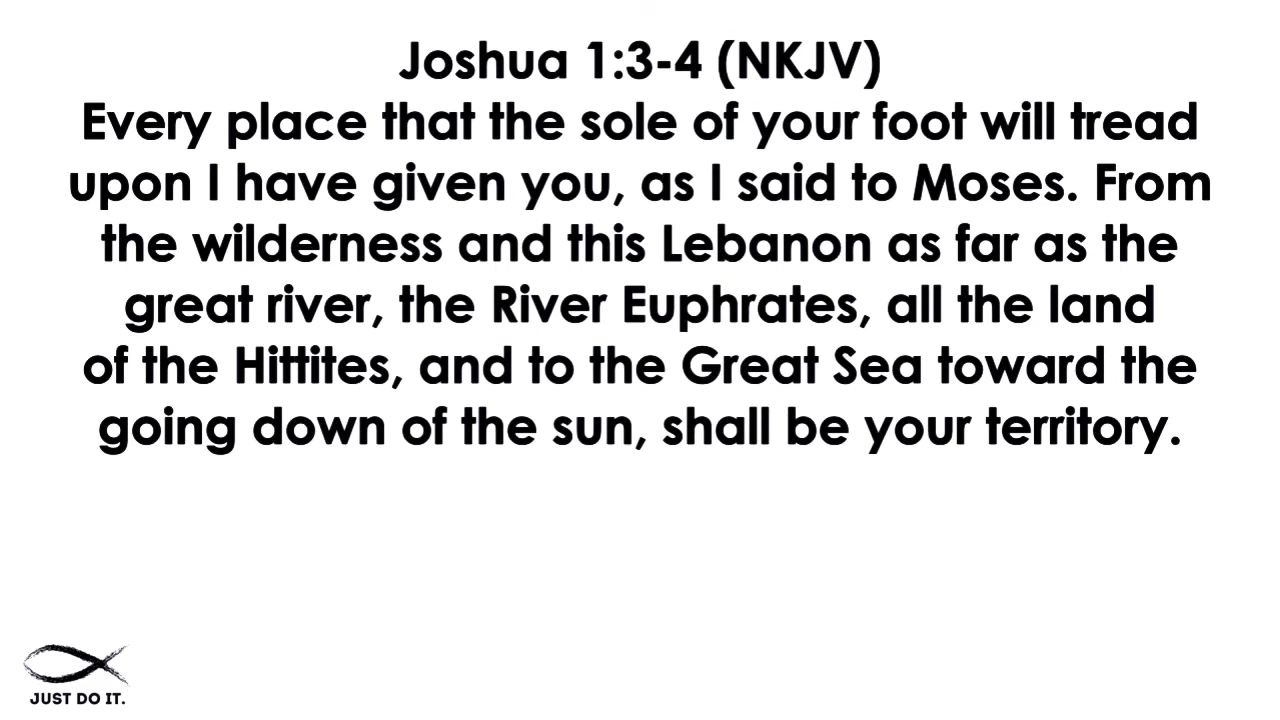 Joshua 1:3-4 (NKJV)
Every place that the sole of your foot will tread
upon I have given you, as I said to Moses. From
the wilderness and this Lebanon as far as the
great river, the River Euphrates, all the land
of the Hittites, and to the Great Sea toward the
going down of the sun, shall be your territory.
JUST DO IT.